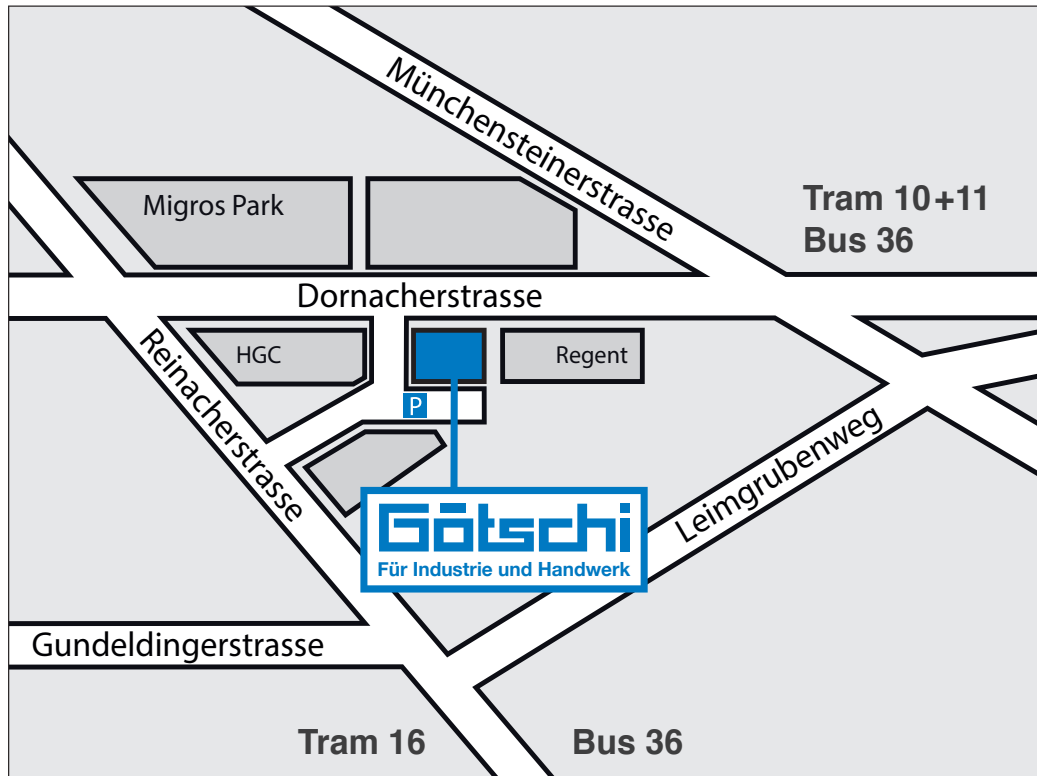 Münchensteinerstrasse
Migros Park
Tram 10+11
Bus 36
Dornacherstrasse
HGC
Regent
Reinacherstrasse
P
Leimgrubenweg
Götschi
Für Industrie und Handwerk
Gundeldingerstrasse
Tram 16
Bus 36